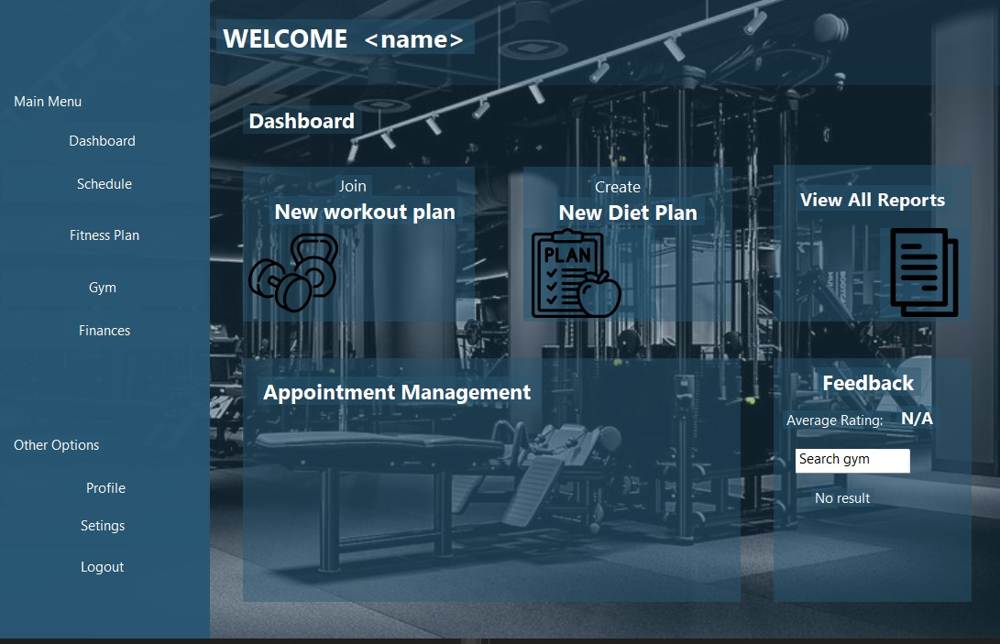 WELCOME <name>
Main Menu
Dashboard
Schedule
Fitness Plan
Gym
Finances
Other Options
Profile
Setings
Logout
Dashboard
Join
New workout plan
Create
New Diet Plan
PLAN
View All Reports
Appointment Management
Feedback
Average Rating: N/A
Search gym
No result